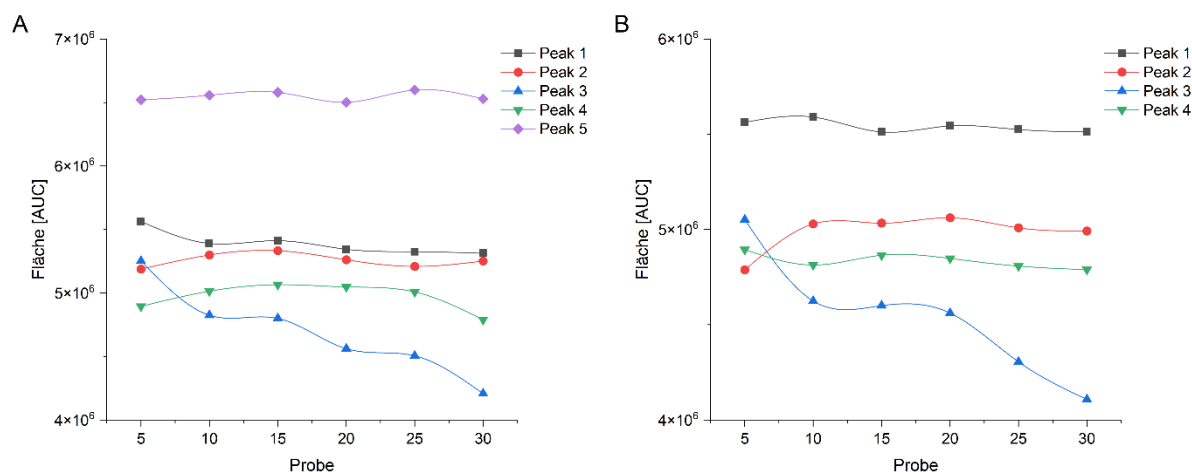 A
7×10⁶
6×10⁶
5×10⁶
4×10⁶
Fläche [AUC]
5 10 15 20 25 30
Probe
Peak 1
Peak 2
Peak 3
Peak 4
Peak 5
B
6×10⁶
5×10⁶
4×10⁶
Fläche [AUC]
5 10 15 20 25 30
Probe
Peak 1
Peak 2
Peak 3
Peak 4